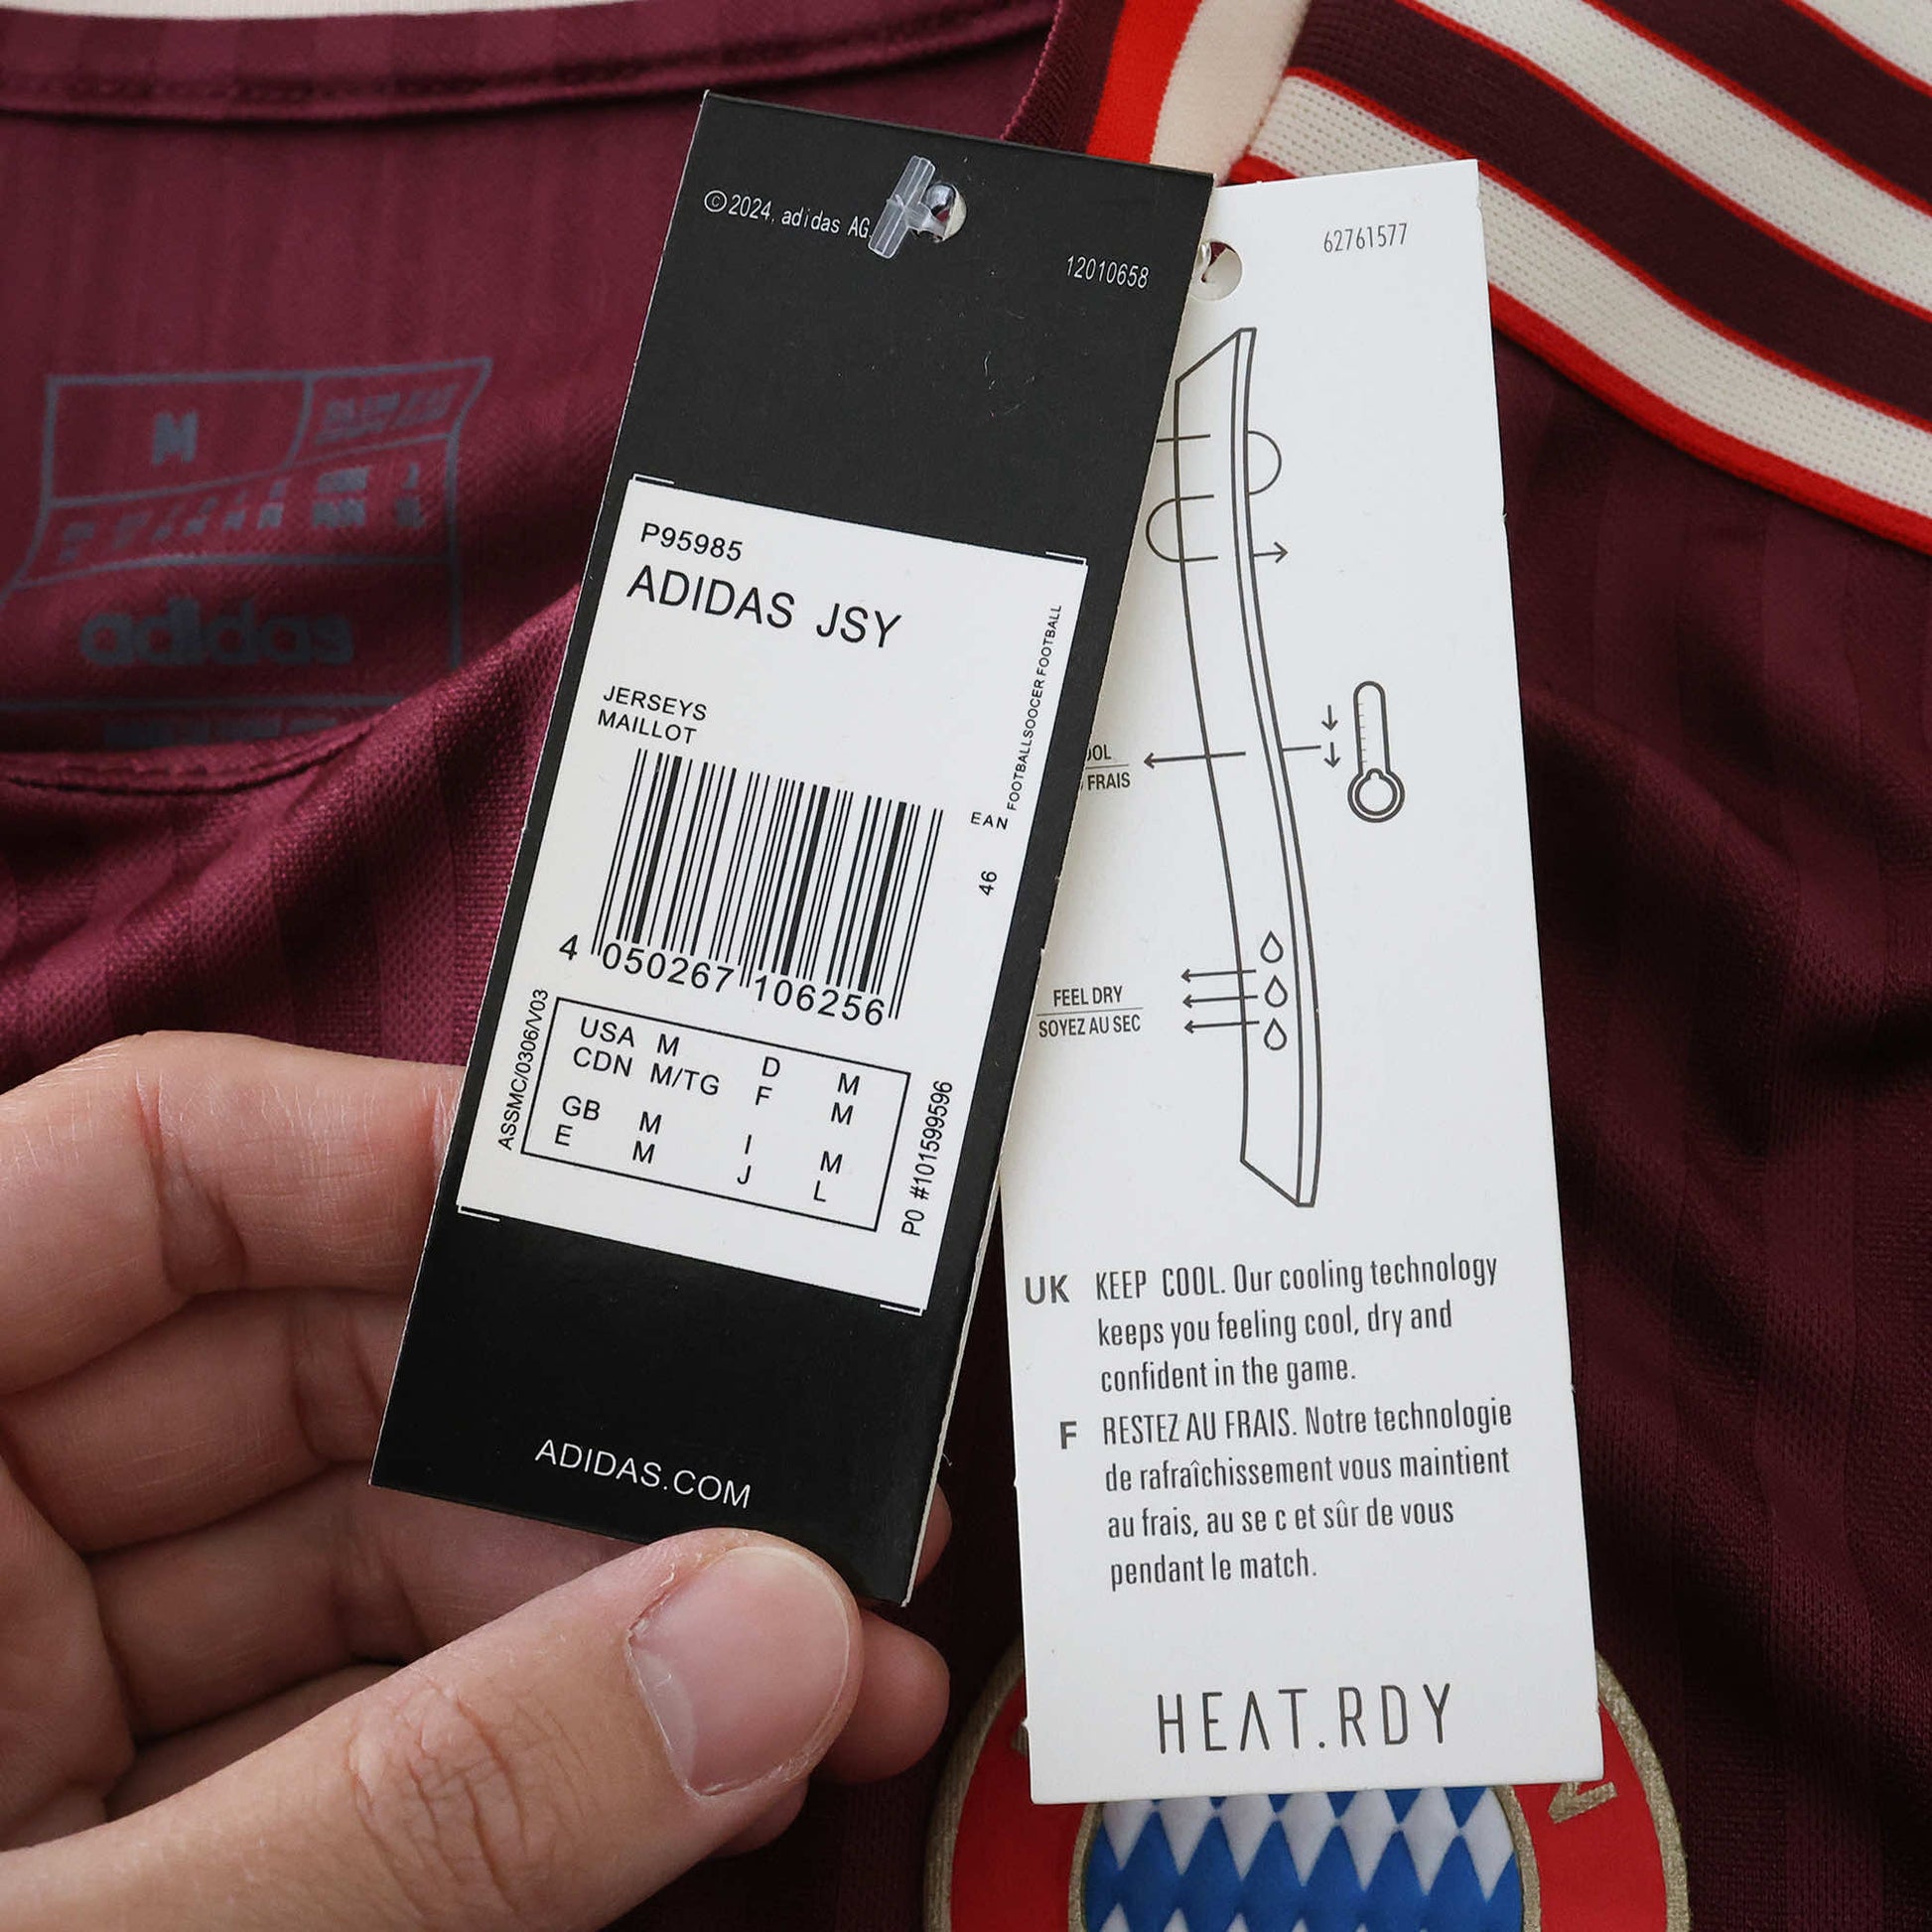 © 2024. adidas AG.
12010658
P95985
ADIDAS JSY
JERSEYS
MAILLOT
FOOTBALLSOOCER FOOTBALL
EAN
46
4 050267 106256
ASSMC/0306/V03
USA M D M
CDN M/TG F M
GB M I M
E M J L
PO #101599596
ADIDAS.COM
62761577
FRAIS
FEEL DRY
SOYEZ AU SEC
UK KEEP COOL. Our cooling technology
keeps you feeling cool, dry and
confident in the game.
F RESTEZ AU FRAIS. Notre technologie
de rafraîchissement vous maintient
au frais, au se c et sûr de vous
pendant le match.
HEAT.RDY
M
adidas